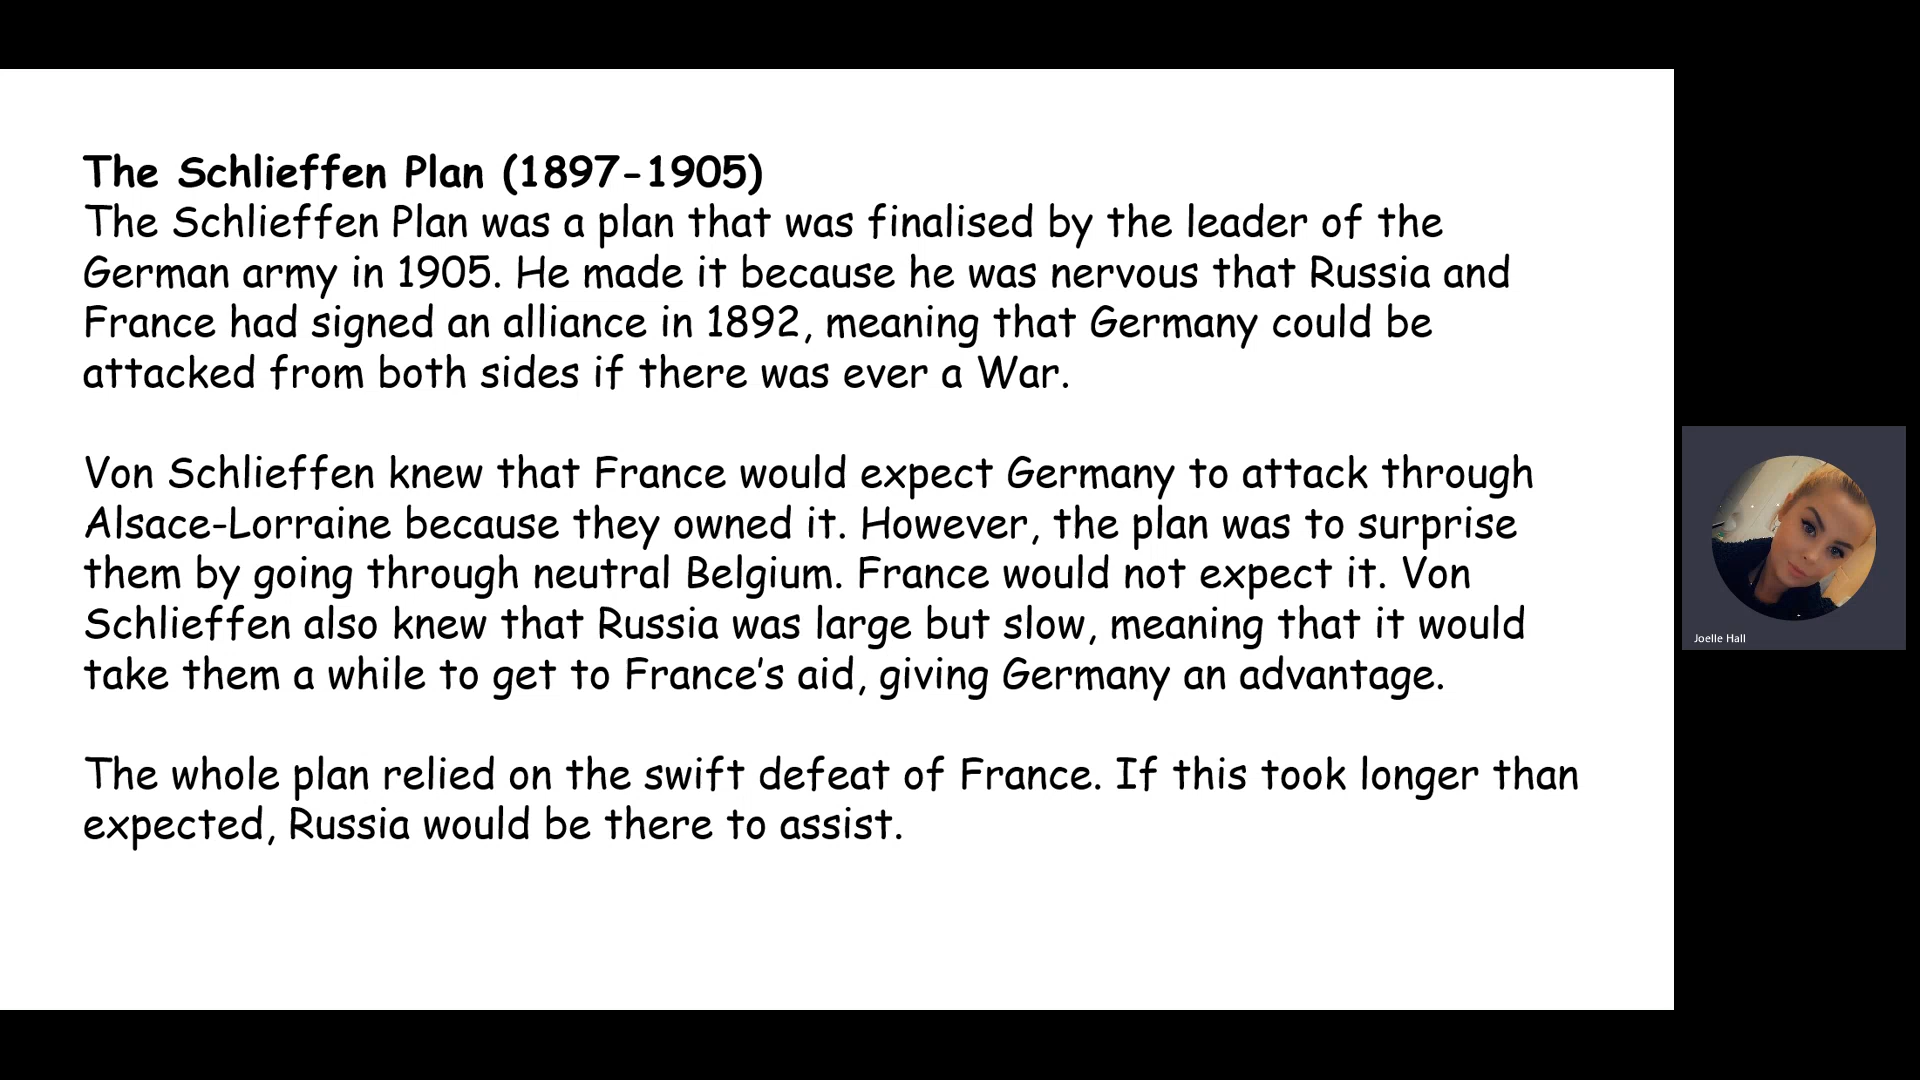 The Schlieffen Plan (1897-1905)
The Schlieffen Plan was a plan that was finalised by the leader of the
German army in 1905. He made it because he was nervous that Russia and
France had signed an alliance in 1892, meaning that Germany could be
attacked from both sides if there was ever a War.
Von Schlieffen knew that France would expect Germany to attack through
Alsace-Lorraine because they owned it. However, the plan was to surprise
them by going through neutral Belgium. France would not expect it. Von
Schlieffen also knew that Russia was large but slow, meaning that it would
take them a while to get to France’s aid, giving Germany an advantage.
The whole plan relied on the swift defeat of France. If this took longer than
expected, Russia would be there to assist.
Joelle Hall